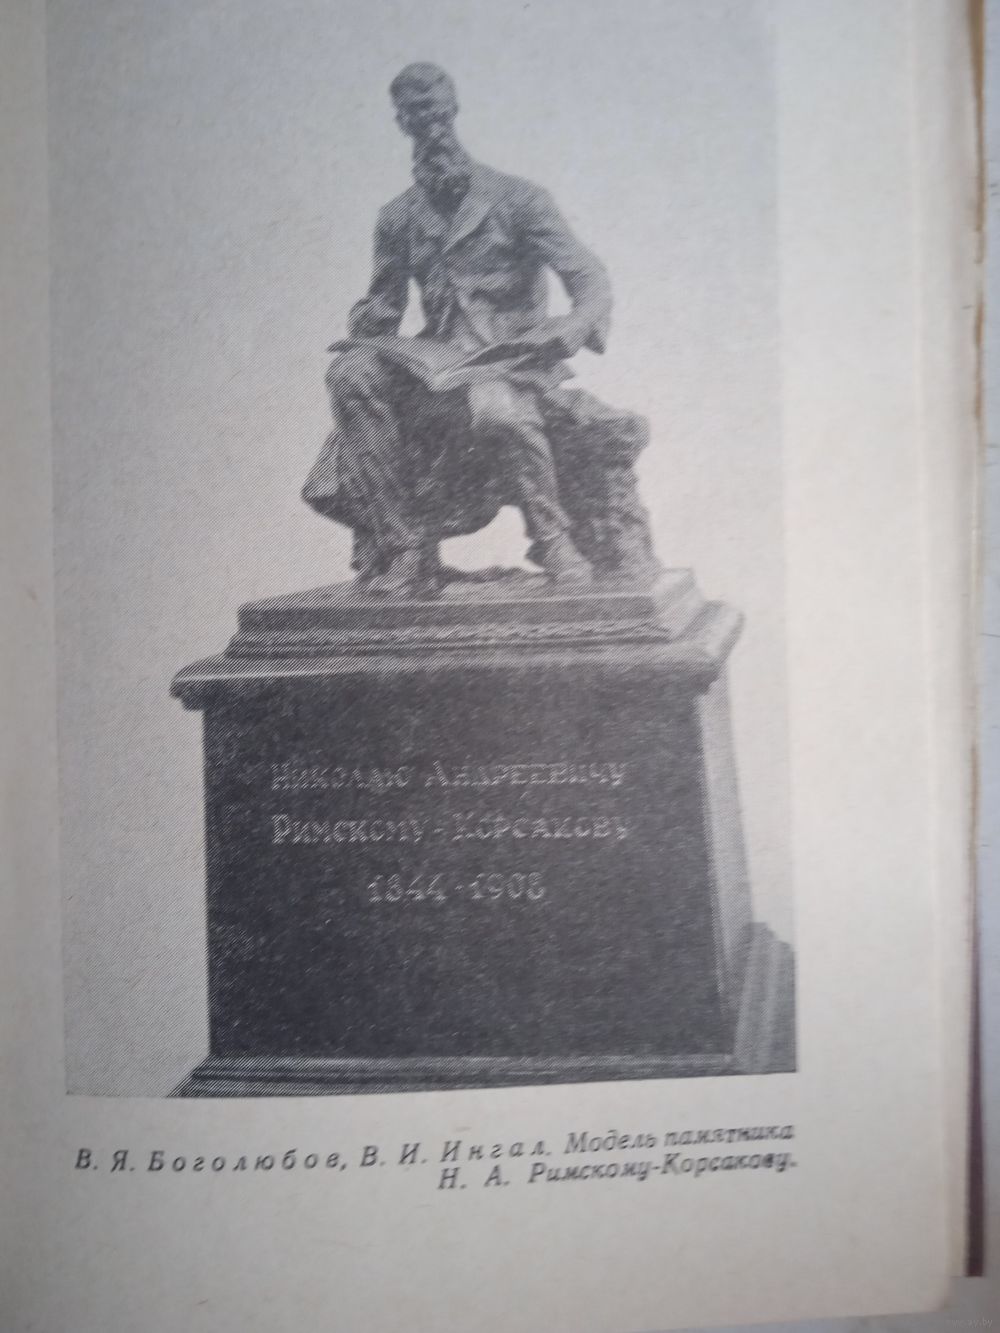 Николаю Андреевичу
Римскому-Корсакову
1844-1908
В. Я. Боголюбов, В. И. Ингал. Модель памятника
Н. А. Римскому-Корсакову.